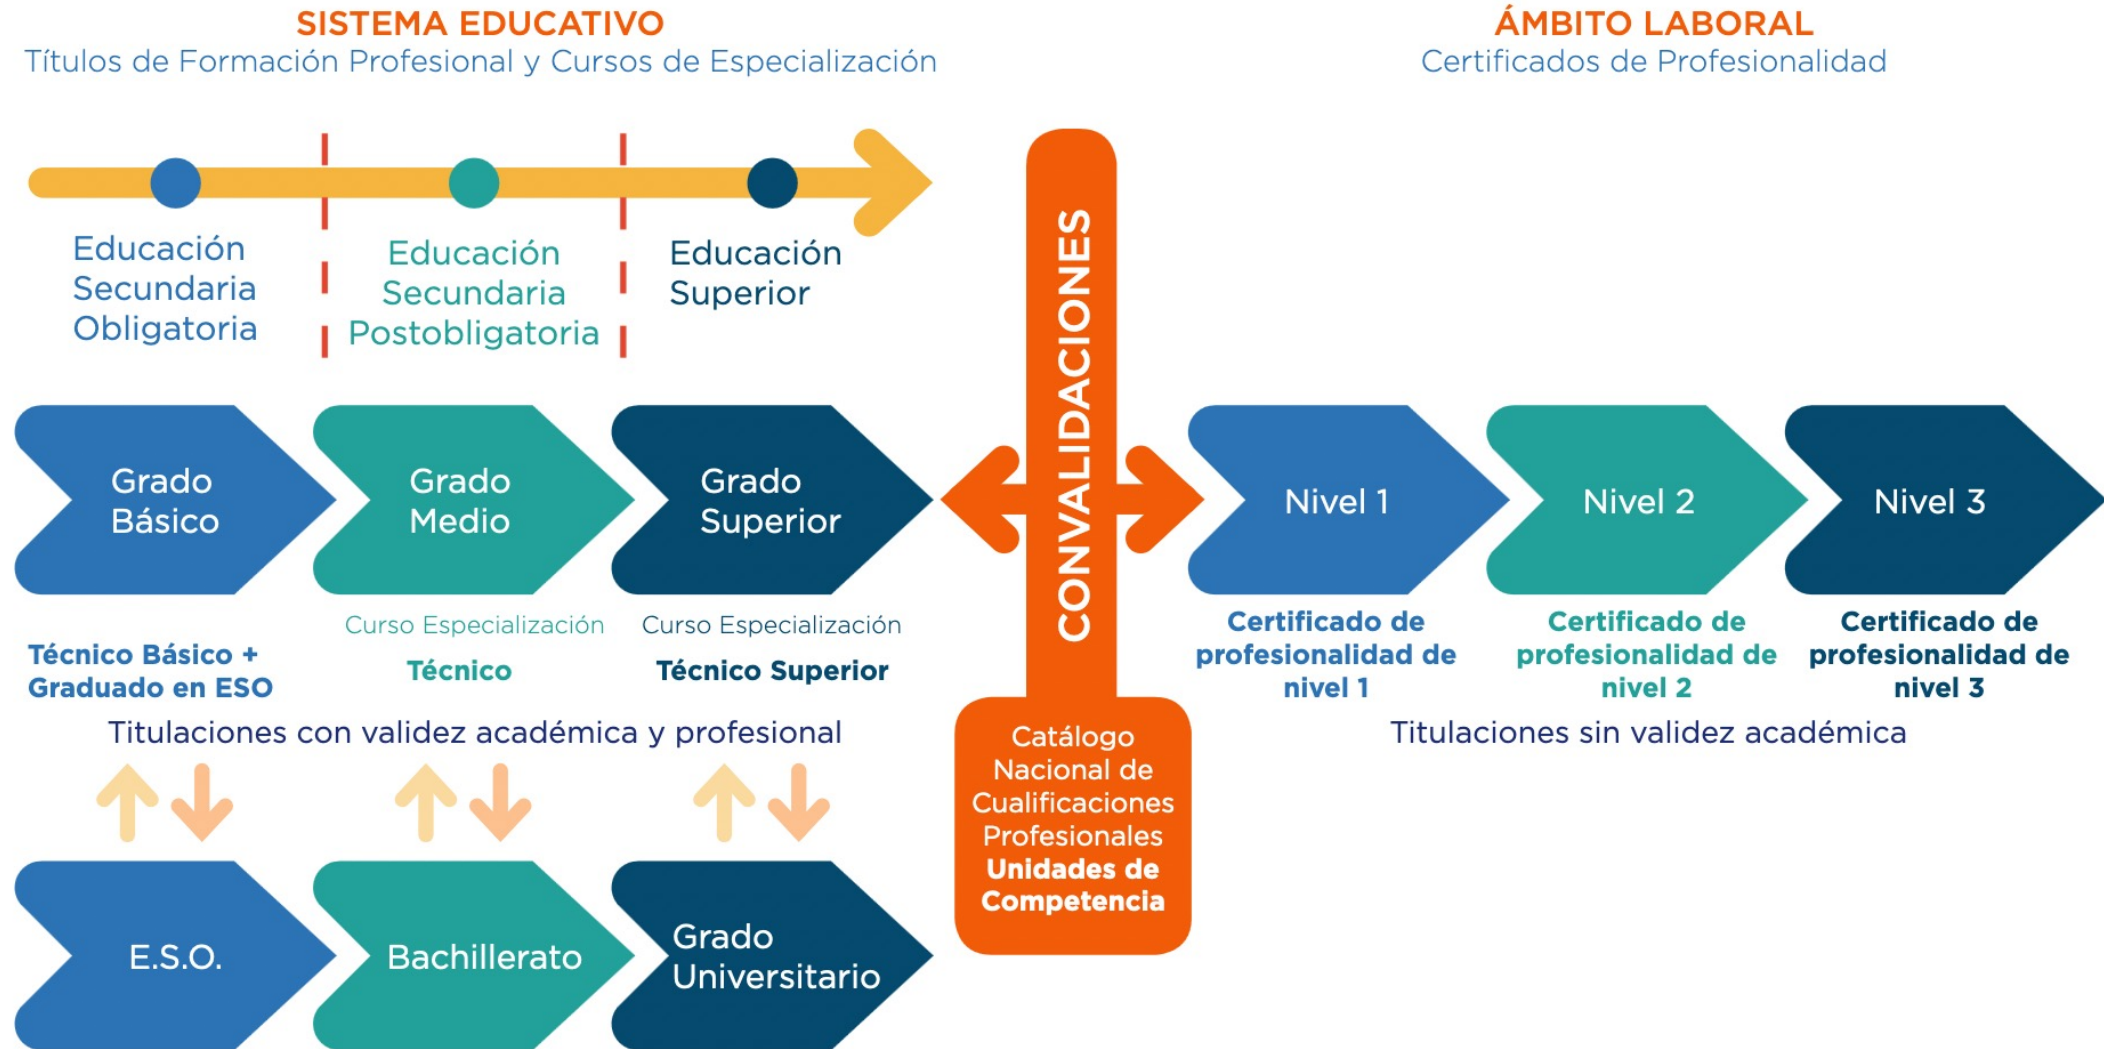 SISTEMA EDUCATIVO
Títulos de Formación Profesional y Cursos de Especialización
ÁMBITO LABORAL
Certificados de Profesionalidad
Educación
Secundaria
Obligatoria
Educación
Secundaria
Postobligatoria
Educación
Superior
Grado
Básico
Grado
Medio
Grado
Superior
CONVALIDACIONES
Nivel 1
Nivel 2
Nivel 3
Técnico Básico +
Graduado en ESO
Curso Especialización
Técnico
Curso Especialización
Técnico Superior
Certificado de
profesionalidad de
nivel 1
Certificado de
profesionalidad de
nivel 2
Certificado de
profesionalidad de
nivel 3
Titulaciones con validez académica y profesional
Titulaciones sin validez académica
Catálogo
Nacional de
Cualificaciones
Profesionales
Unidades de
Competencia
E.S.O.
Bachillerato
Grado
Universitario